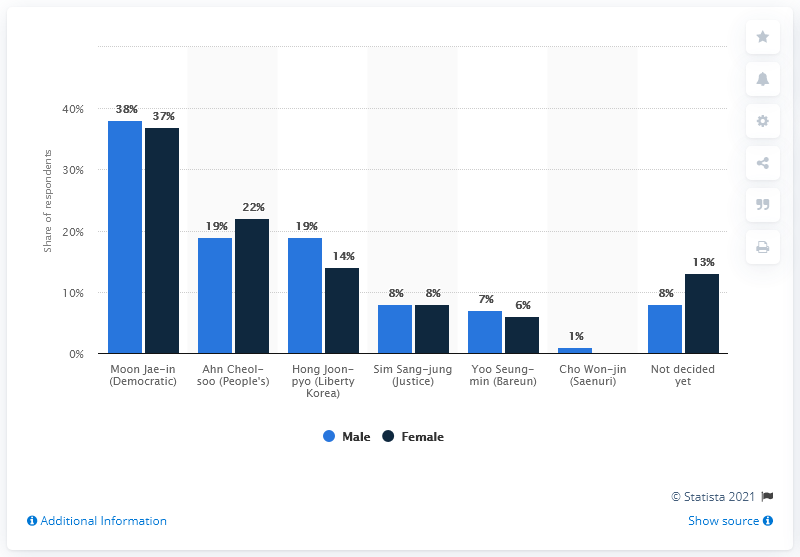 Share of respondents
40%
30%
20%
10%
0%
38%
37%
19%
22%
19%
14%
8%
8%
7%
6%
1%
8%
13%
Moon Jae-in
(Democratic)
Ahn Cheol-
soo (People's)
Hong Joon-
pyo (Liberty
Korea)
Sim Sang-jung
(Justice)
Yoo Seung-
min (Bareun)
Cho Won-jin
(Saenuri)
Not decided
yet
Male
Female
© Statista 2021
Additional Information
Show source